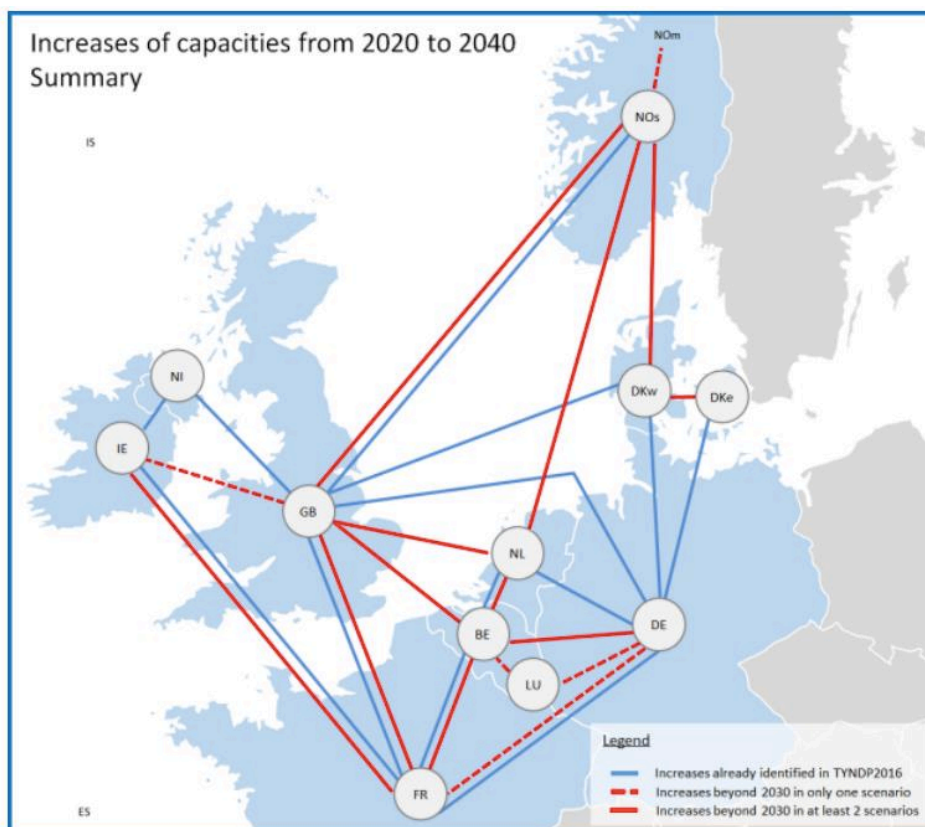 Increases of capacities from 2020 to 2040
Summary
NOm
NOs
IS
NI
DKw
DKe
IE
GB
NL
BE
DE
LU
FR
ES
Legend
Increases already identified in TYNDP2016
Increases beyond 2030 in only one scenario
Increases beyond 2030 in at least 2 scenarios